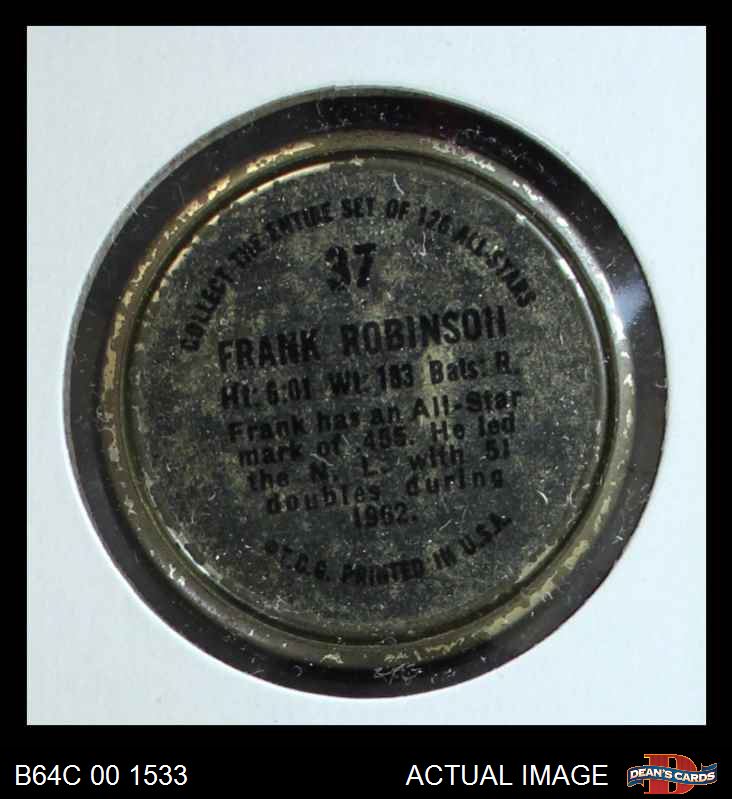 COLLECT THE ENTIRE SET OF 120 ALL-STARS
37
FRANK ROBINSON
Ht: 6:01 Wt: 183 Bats: R.
Frank has an All-Star
mark of .455. He led
the N. L. with 51
doubles during
1962.
©T.C.G. PRINTED IN U.S.A.
B64C 00 1533
ACTUAL IMAGE
DEAN'S CARDS